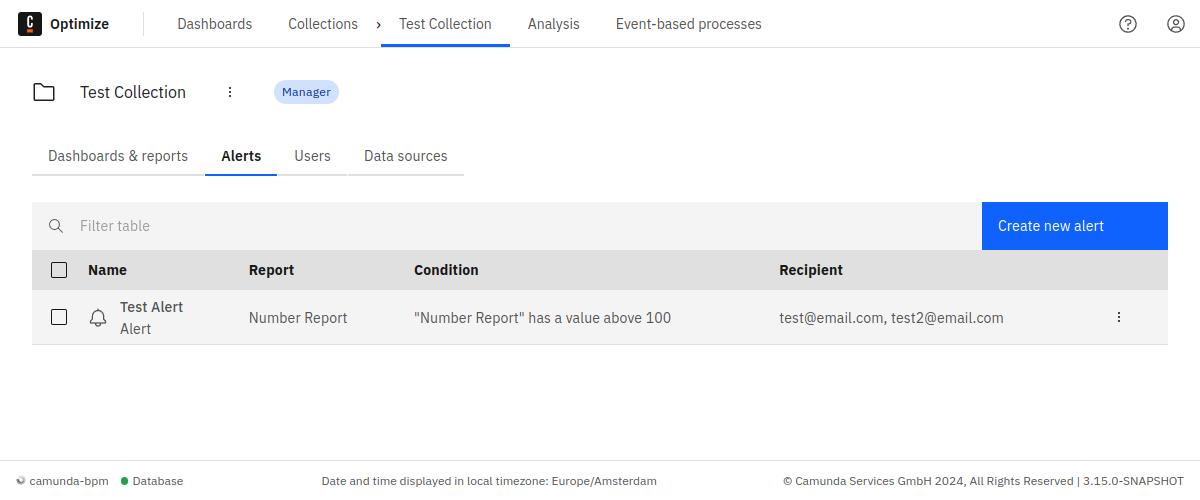 C Optimize Dashboards Collections › Test Collection Analysis Event-based processes
Test Collection Manager
Dashboards & reports Alerts Users Data sources
Filter table Create new alert
Name Report Condition Recipient
Test Alert
Alert
Number Report "Number Report" has a value above 100 test@email.com, test2@email.com
camunda-bpm Database Date and time displayed in local timezone: Europe/Amsterdam © Camunda Services GmbH 2024, All Rights Reserved | 3.15.0-SNAPSHOT